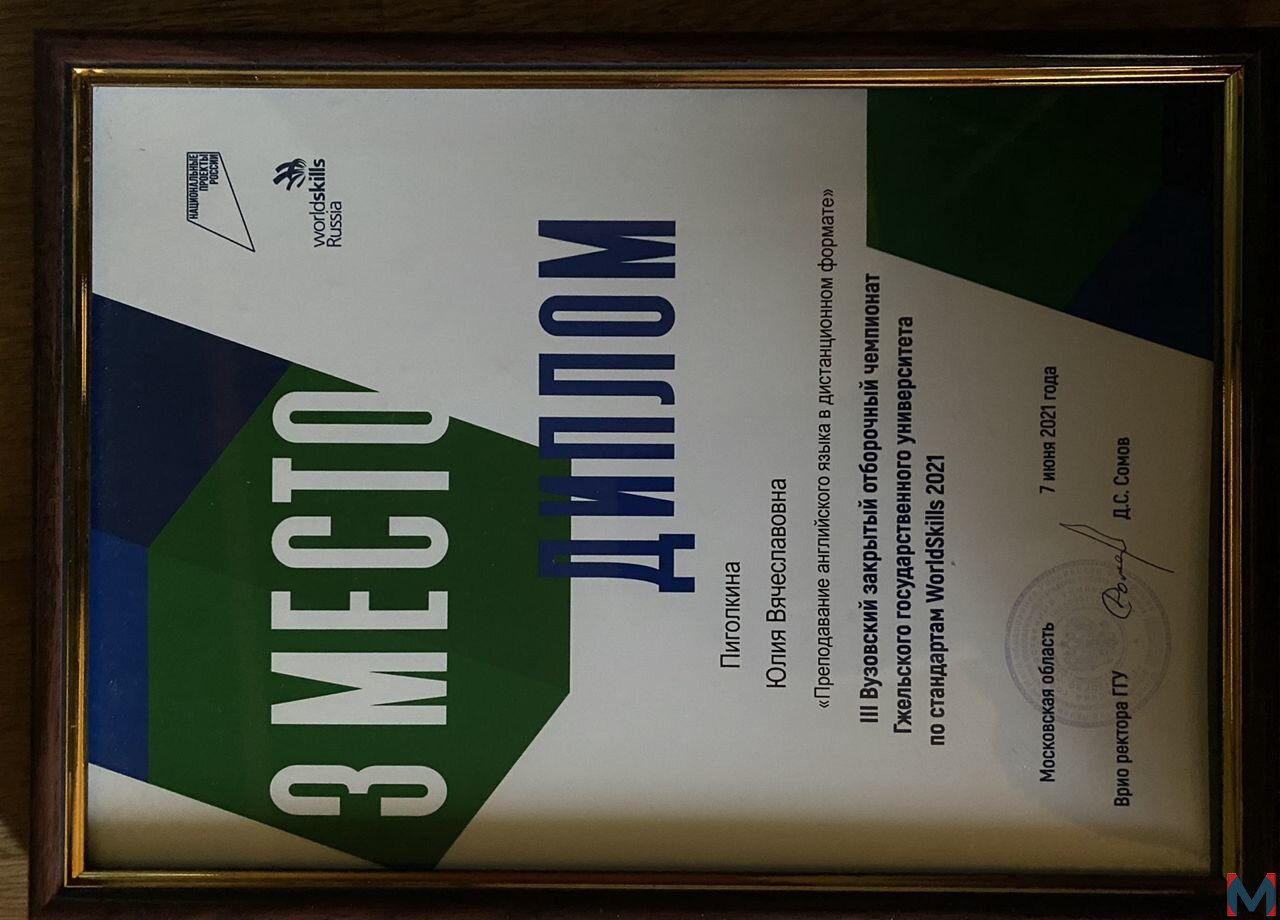 НАЦИОНАЛЬНЫЕ
ПРОЕКТЫ
РОССИИ
worldskills
Russia
3 МЕСТО
ДИПЛОМ
Пиголкина
Юлия Вячеславовна
«Преподавание английского языка в дистанционном формате»
III Вузовский закрытый отборочный чемпионат
Гжельского государственного университета
по стандартам WorldSkills 2021
Московская область 7 июня 2021 года
Врио ректора ГГУ Д.С. Сомов
M